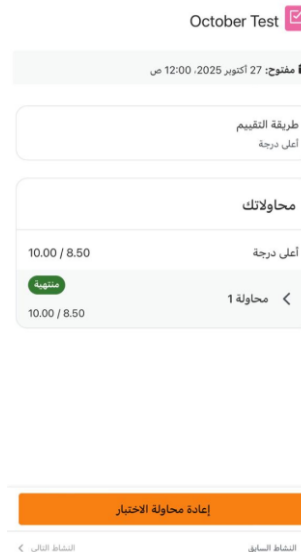 October Test
مفتوح: 27 أكتوبر 2025، 12:00 ص
طريقة التقييم
أعلى درجة
محاولاتك
أعلى درجة
10.00 / 8.50
محاولة 1
منتهية
10.00 / 8.50
إعادة محاولة الاختبار
النشاط السابق
النشاط التالي